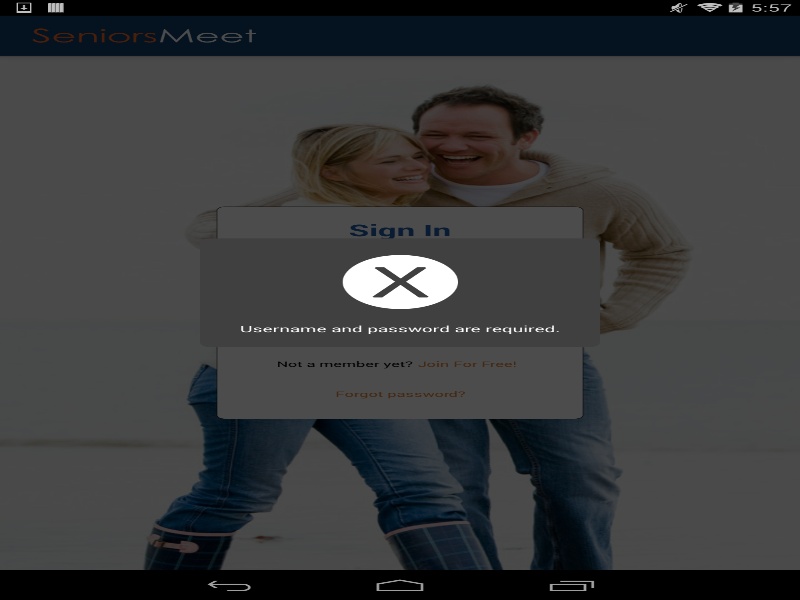 5:57
SeniorsMeet
Sign In
Username and password are required.
Not a member yet? Join For Free!
Forgot password?